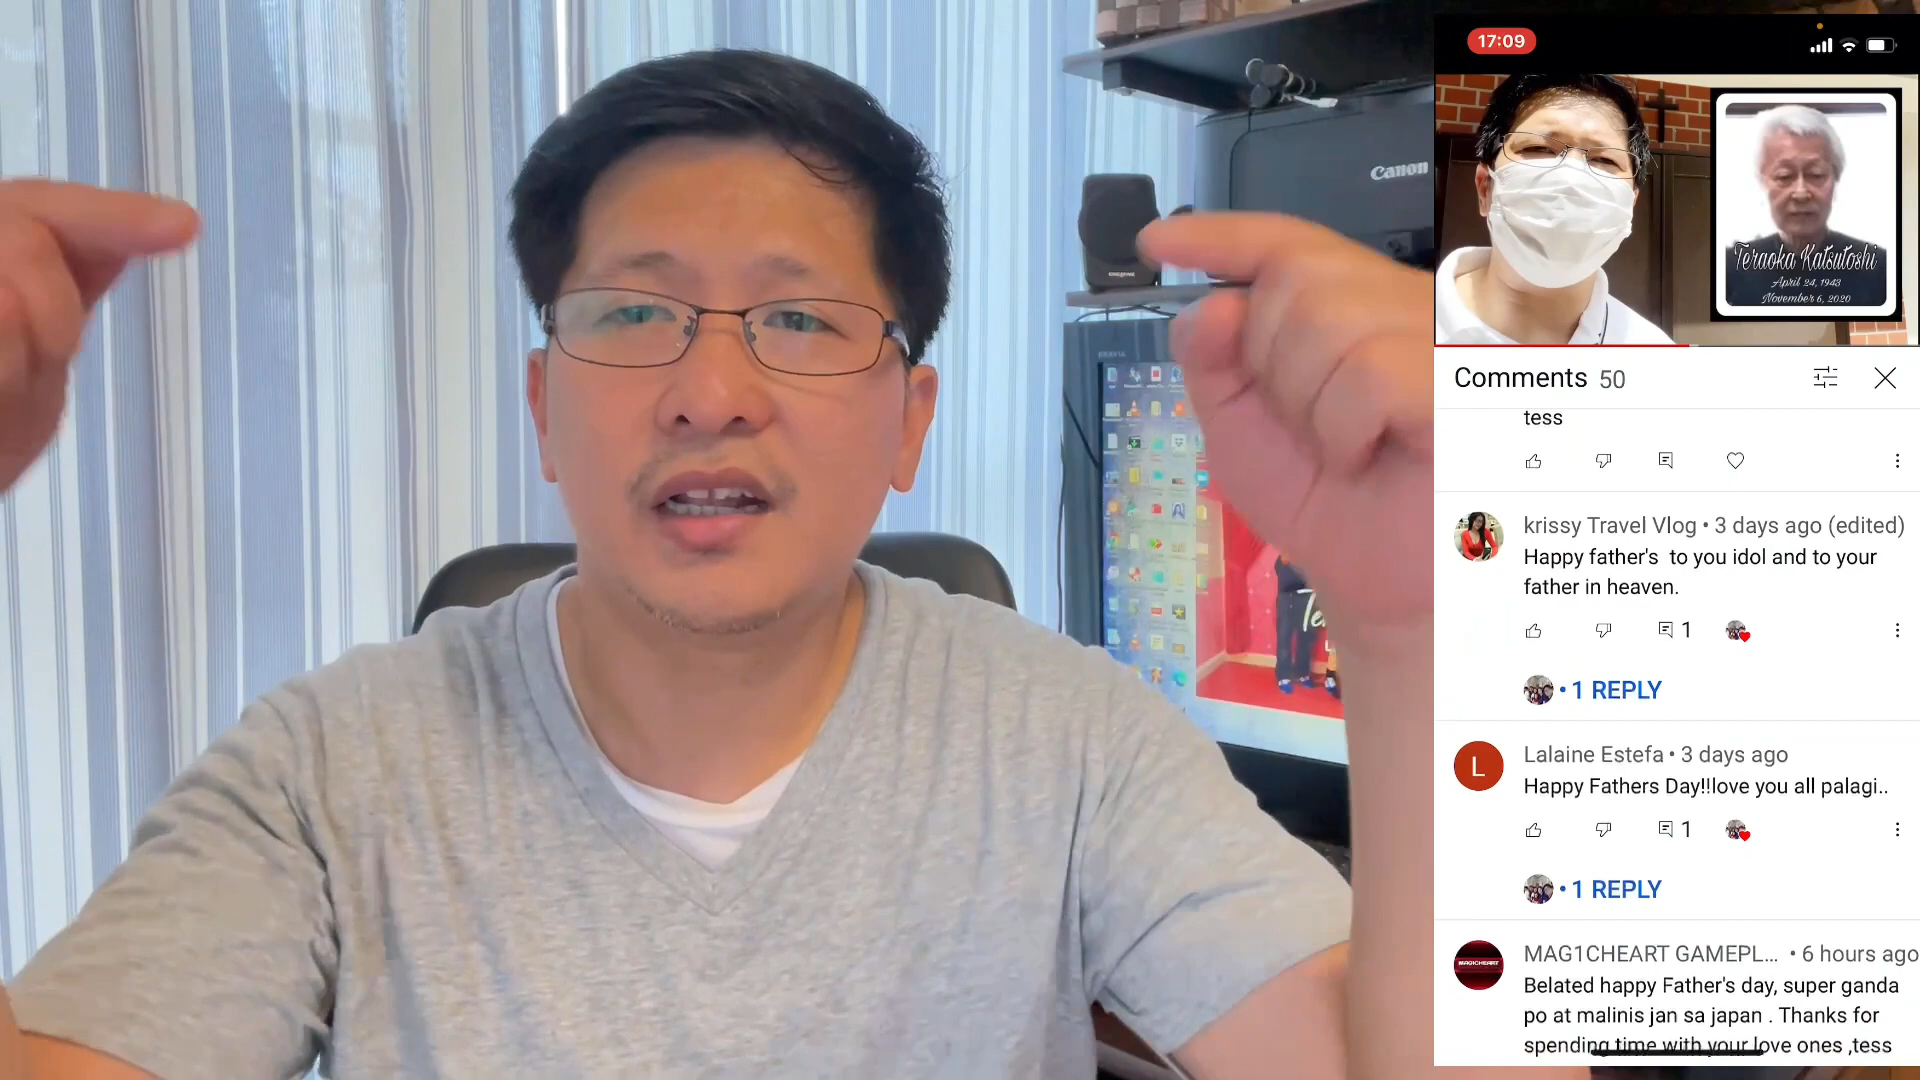 Canon
CREATIVE
BRAVIA
17:09
Teraoka Katsutoshi
April 24, 1943
November 6, 2020
Comments 50
tess
krissy Travel Vlog • 3 days ago (edited)
Happy father's to you idol and to your
father in heaven.
1
• 1 REPLY
L
Lalaine Estefa • 3 days ago
Happy Fathers Day!!love you all palagi..
1
• 1 REPLY
MAGICHEART
MAG1CHEART GAMEPL... • 6 hours ago
Belated happy Father's day, super ganda
po at malinis jan sa japan . Thanks for
spending time with your love ones ,tess